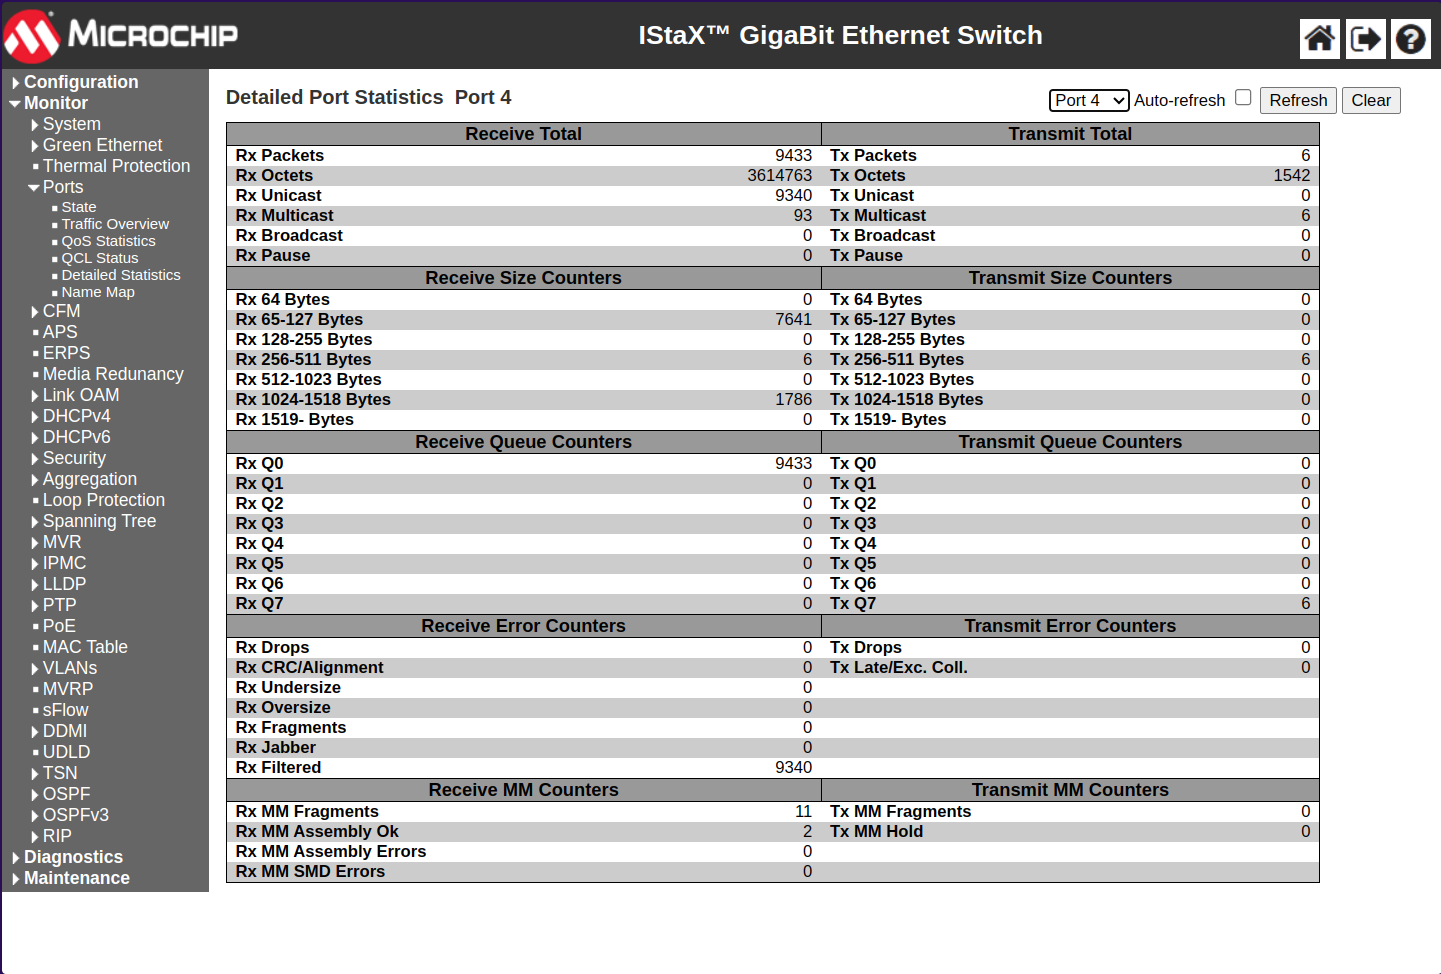 MICROCHIP
IStaX™ GigaBit Ethernet Switch
Configuration
Monitor
System
Green Ethernet
Thermal Protection
Ports
State
Traffic Overview
QoS Statistics
QCL Status
Detailed Statistics
Name Map
CFM
APS
ERPS
Media Redunancy
Link OAM
DHCPv4
DHCPv6
Security
Aggregation
Loop Protection
Spanning Tree
MVR
IPMC
LLDP
PTP
PoE
MAC Table
VLANs
MVRP
sFlow
DDMI
UDLD
TSN
OSPF
OSPFv3
RIP
Diagnostics
Maintenance
Detailed Port Statistics Port 4
Port 4 Auto-refresh Refresh Clear
Receive Total Transmit Total
Rx Packets 9433 Tx Packets 6
Rx Octets 3614763 Tx Octets 1542
Rx Unicast 9340 Tx Unicast 0
Rx Multicast 93 Tx Multicast 6
Rx Broadcast 0 Tx Broadcast 0
Rx Pause 0 Tx Pause 0
Receive Size Counters Transmit Size Counters
Rx 64 Bytes 0 Tx 64 Bytes 0
Rx 65-127 Bytes 7641 Tx 65-127 Bytes 0
Rx 128-255 Bytes 0 Tx 128-255 Bytes 0
Rx 256-511 Bytes 6 Tx 256-511 Bytes 6
Rx 512-1023 Bytes 0 Tx 512-1023 Bytes 0
Rx 1024-1518 Bytes 1786 Tx 1024-1518 Bytes 0
Rx 1519- Bytes 0 Tx 1519- Bytes 0
Receive Queue Counters Transmit Queue Counters
Rx Q0 9433 Tx Q0 0
Rx Q1 0 Tx Q1 0
Rx Q2 0 Tx Q2 0
Rx Q3 0 Tx Q3 0
Rx Q4 0 Tx Q4 0
Rx Q5 0 Tx Q5 0
Rx Q6 0 Tx Q6 0
Rx Q7 0 Tx Q7 6
Receive Error Counters Transmit Error Counters
Rx Drops 0 Tx Drops 0
Rx CRC/Alignment 0 Tx Late/Exc. Coll. 0
Rx Undersize 0
Rx Oversize 0
Rx Fragments 0
Rx Jabber 0
Rx Filtered 9340
Receive MM Counters Transmit MM Counters
Rx MM Fragments 11 Tx MM Fragments 0
Rx MM Assembly Ok 2 Tx MM Hold 0
Rx MM Assembly Errors 0
Rx MM SMD Errors 0